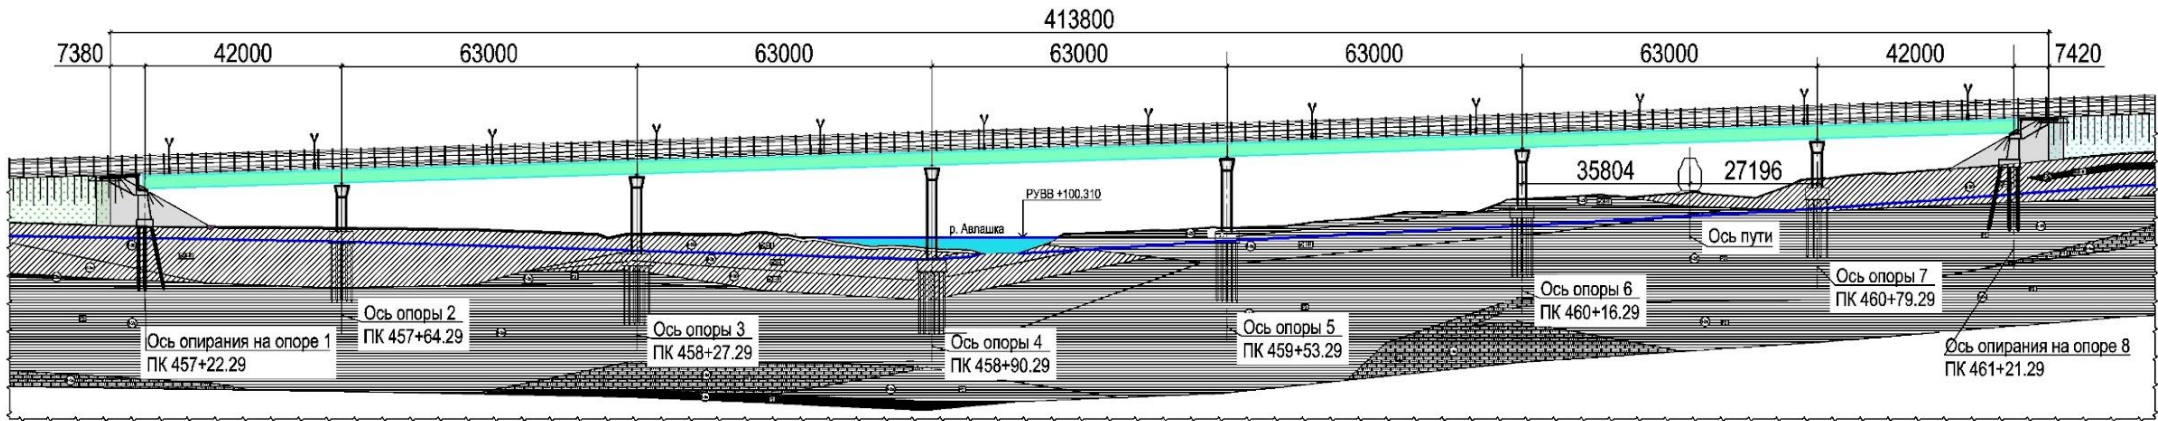 413800
7380 42000 63000 63000 63000 63000 63000 42000 7420
35804 27196
РУВВ +100.310
р. Авлашка
Ось пути
Ось опирания на опоре 1
ПК 457+22.29
Ось опоры 2
ПК 457+64.29
Ось опоры 3
ПК 458+27.29
Ось опоры 4
ПК 458+90.29
Ось опоры 5
ПК 459+53.29
Ось опоры 6
ПК 460+16.29
Ось опоры 7
ПК 460+79.29
Ось опирания на опоре 8
ПК 461+21.29